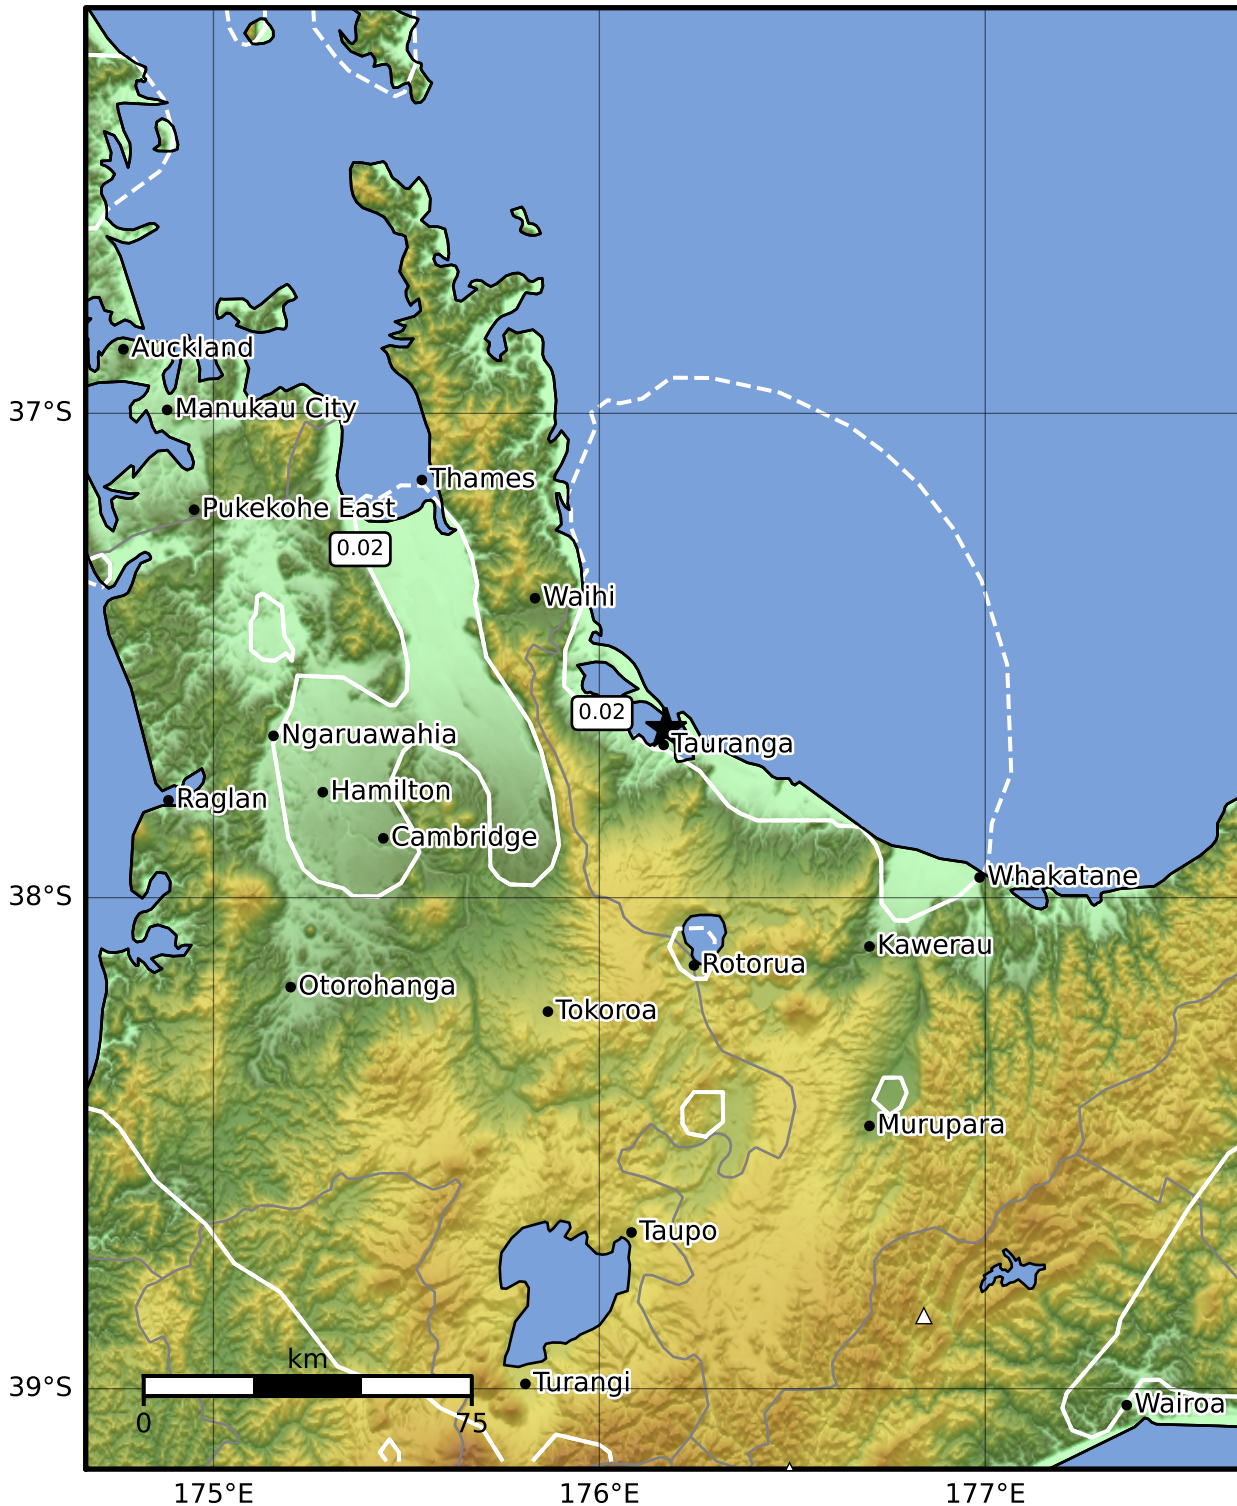 Auckland
37°S
Manukau City
Thames
Pukekohe East
0.02
Waihi
0.02
Ngaruawahia
Tauranga
Raglan
Hamilton
Cambridge
38°S
Whakatane
Kawerau
Rotorua
Otorohanga
Tokoroa
Murupara
Taupo
km
39°S
Turangi
Wairoa
0
75
175°E
176°E
177°E